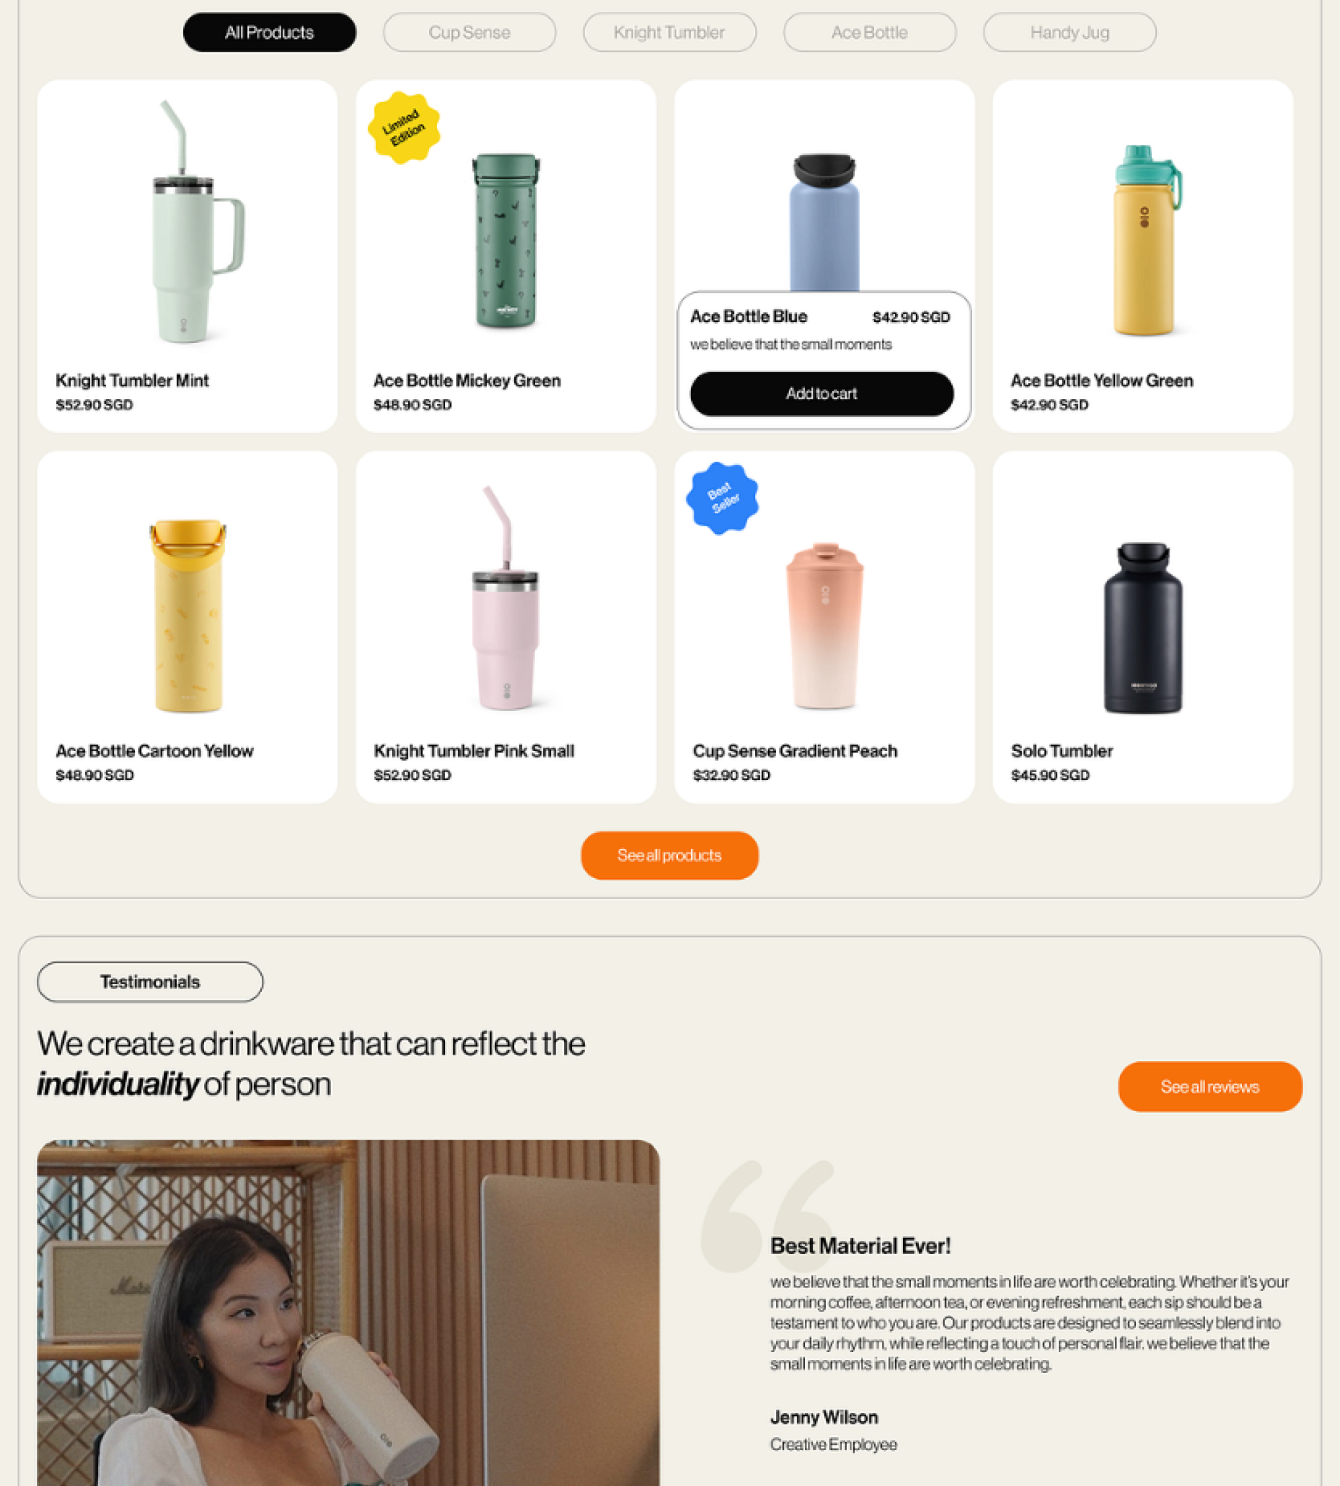 All Products
Cup Sense
Knight Tumbler
Ace Bottle
Handy Jug
Knight Tumbler Mint
$52.90 SGD
Limited
Edition
Ace Bottle Mickey Green
$48.90 SGD
Ace Bottle Blue
$42.90 SGD
we believe that the small moments
Add to cart
Ace Bottle Yellow Green
$42.90 SGD
Ace Bottle Cartoon Yellow
$48.90 SGD
Knight Tumbler Pink Small
$52.90 SGD
Best
Seller
Cup Sense Gradient Peach
$32.90 SGD
Solo Tumbler
$45.90 SGD
See all products
Testimonials
We create a drinkware that can reflect the
individuality of person
See all reviews
Best Material Ever!
we believe that the small moments in life are worth celebrating. Whether it's your
morning coffee, afternoon tea, or evening refreshment, each sip should be a
testament to who you are. Our products are designed to seamlessly blend into
your daily rhythm, while reflecting a touch of personal flair. we believe that the
small moments in life are worth celebrating.
Jenny Wilson
Creative Employee